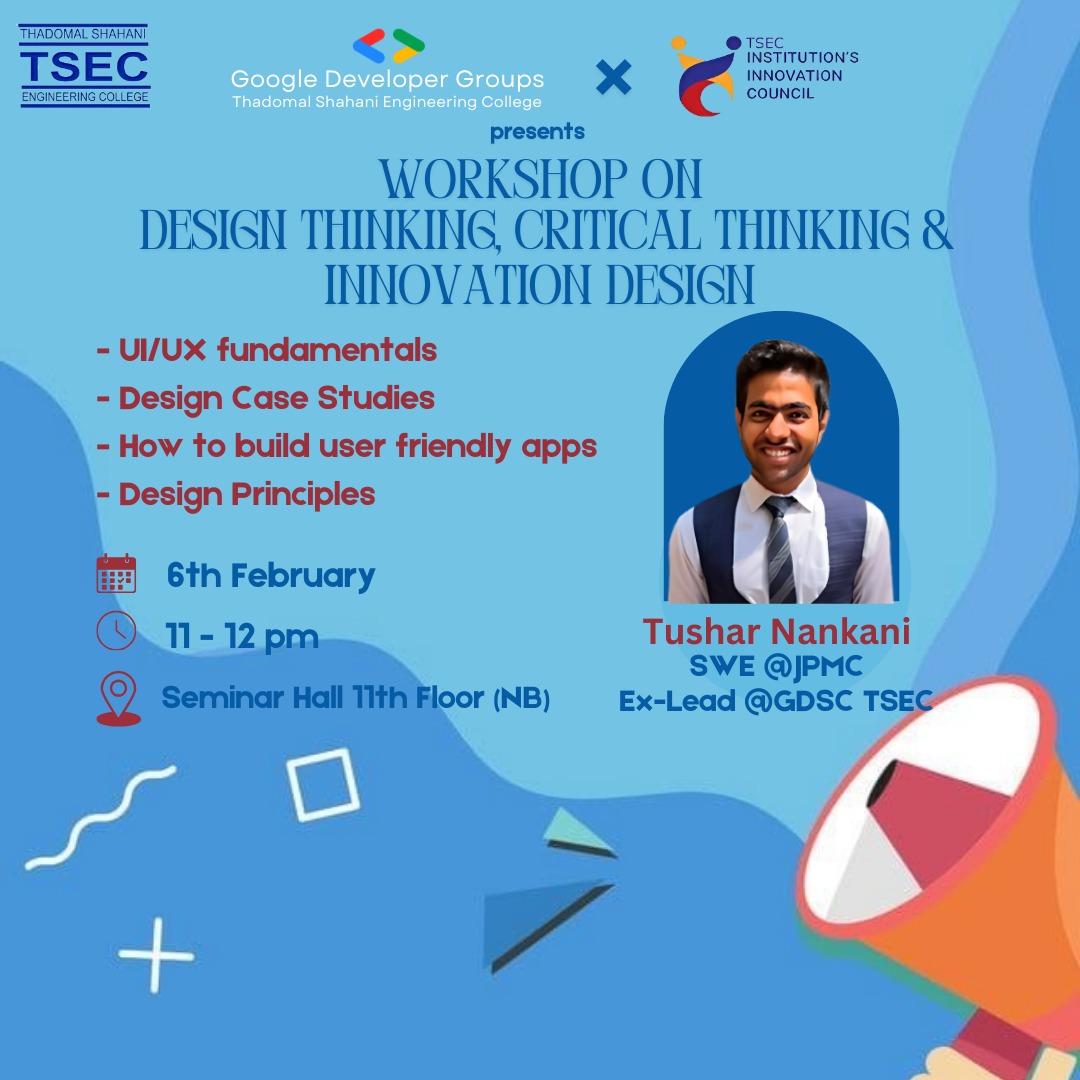 THADOMAL SHAHANI
TSEC
ENGINEERING COLLEGE
Google Developer Groups
Thadomal Shahani Engineering College
TSEC
INSTITUTION'S
INNOVATION
COUNCIL
presents
WORKSHOP ON
DESIGN THINKING, CRITICAL THINKING &
INNOVATION DESIGN
- UI/UX fundamentals
- Design Case Studies
- How to build user friendly apps
- Design Principles
6th February
11 - 12 pm
Seminar Hall 11th Floor (NB)
Tushar Nankani
SWE @JPMC
Ex-Lead @GDSC TSEC